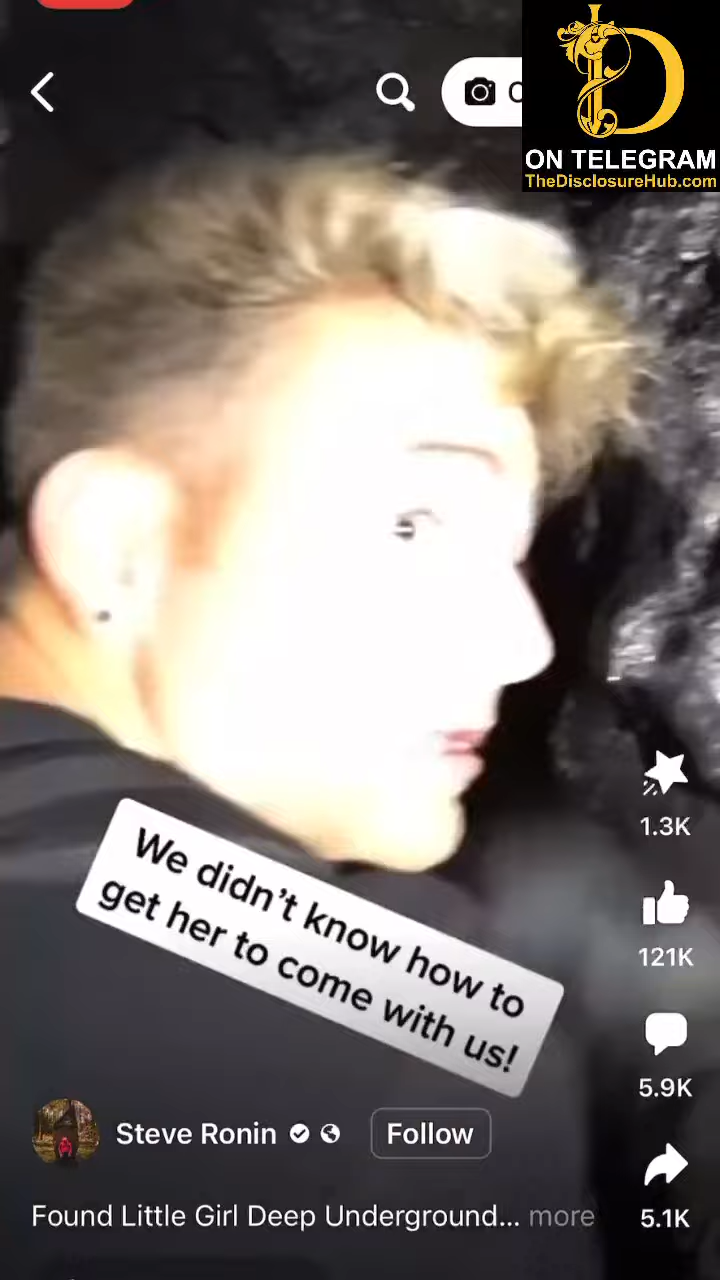 D
ON TELEGRAM
TheDisclosureHub.com
1.3K
We didn't know how to
get her to come with us!
121K
5.9K
Steve Ronin
Follow
Found Little Girl Deep Underground... more
5.1K